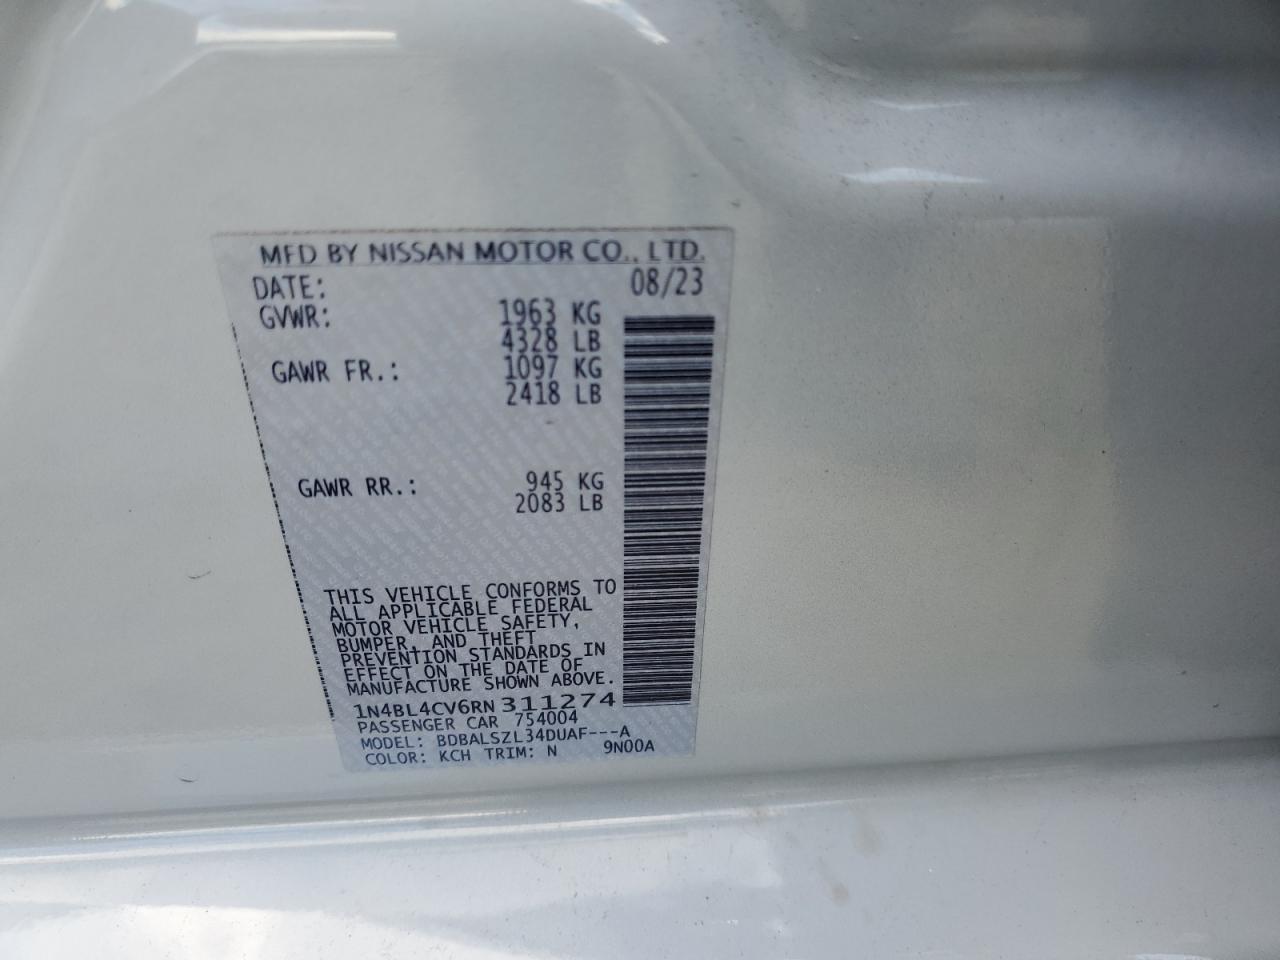 MFD BY NISSAN MOTOR CO., LTD.
DATE: 08/23
GVWR: 1963 KG
4328 LB
GAWR FR.: 1097 KG
2418 LB
GAWR RR.: 945 KG
2083 LB
THIS VEHICLE CONFORMS TO
ALL APPLICABLE FEDERAL
MOTOR VEHICLE SAFETY,
BUMPER, AND THEFT
PREVENTION STANDARDS IN
EFFECT ON THE DATE OF
MANUFACTURE SHOWN ABOVE.
1N4BL4CV6RN311274
PASSENGER CAR 754004
MODEL: BDBALSZL34DUAF---A
COLOR: KCH TRIM: N 9N00A